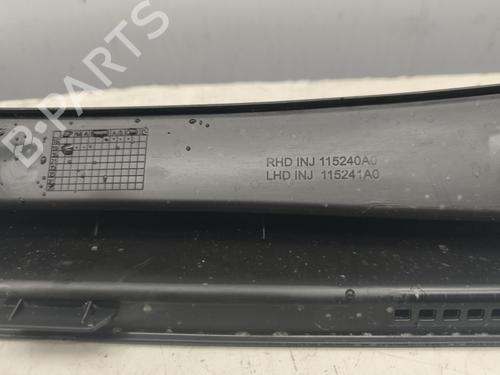 B-PARTS
RHD INJ 115240A0
LHD INJ 115241A0